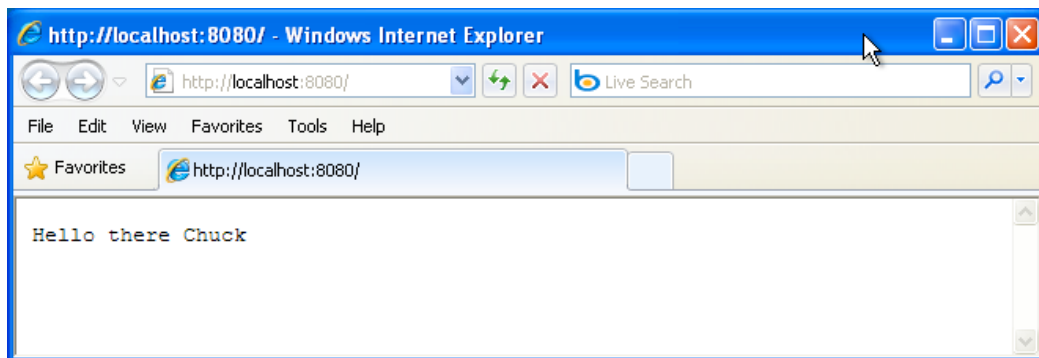 http://localhost:8080/ - Windows Internet Explorer
http://localhost:8080/
Live Search
File Edit View Favorites Tools Help
Favorites
http://localhost:8080/
Hello there Chuck